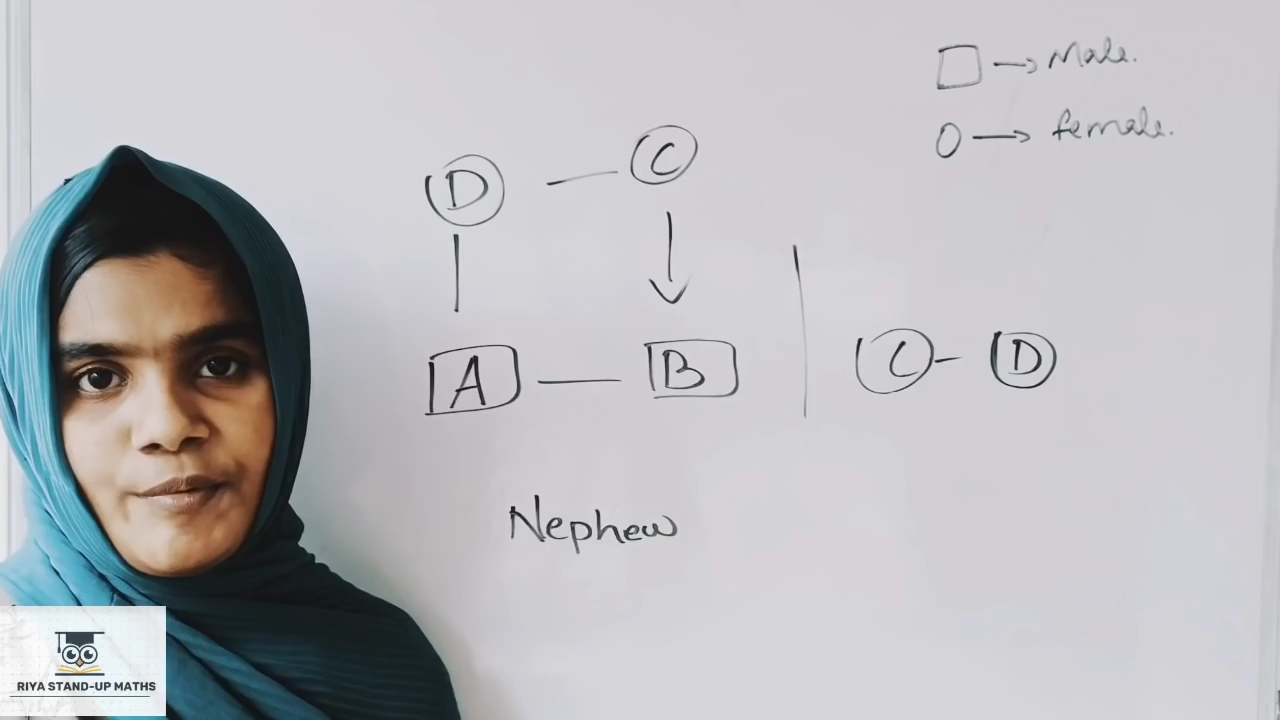 □ → Male.
○ → female.
D — C
A — B
C - D
Nephew
RIYA STAND-UP MATHS